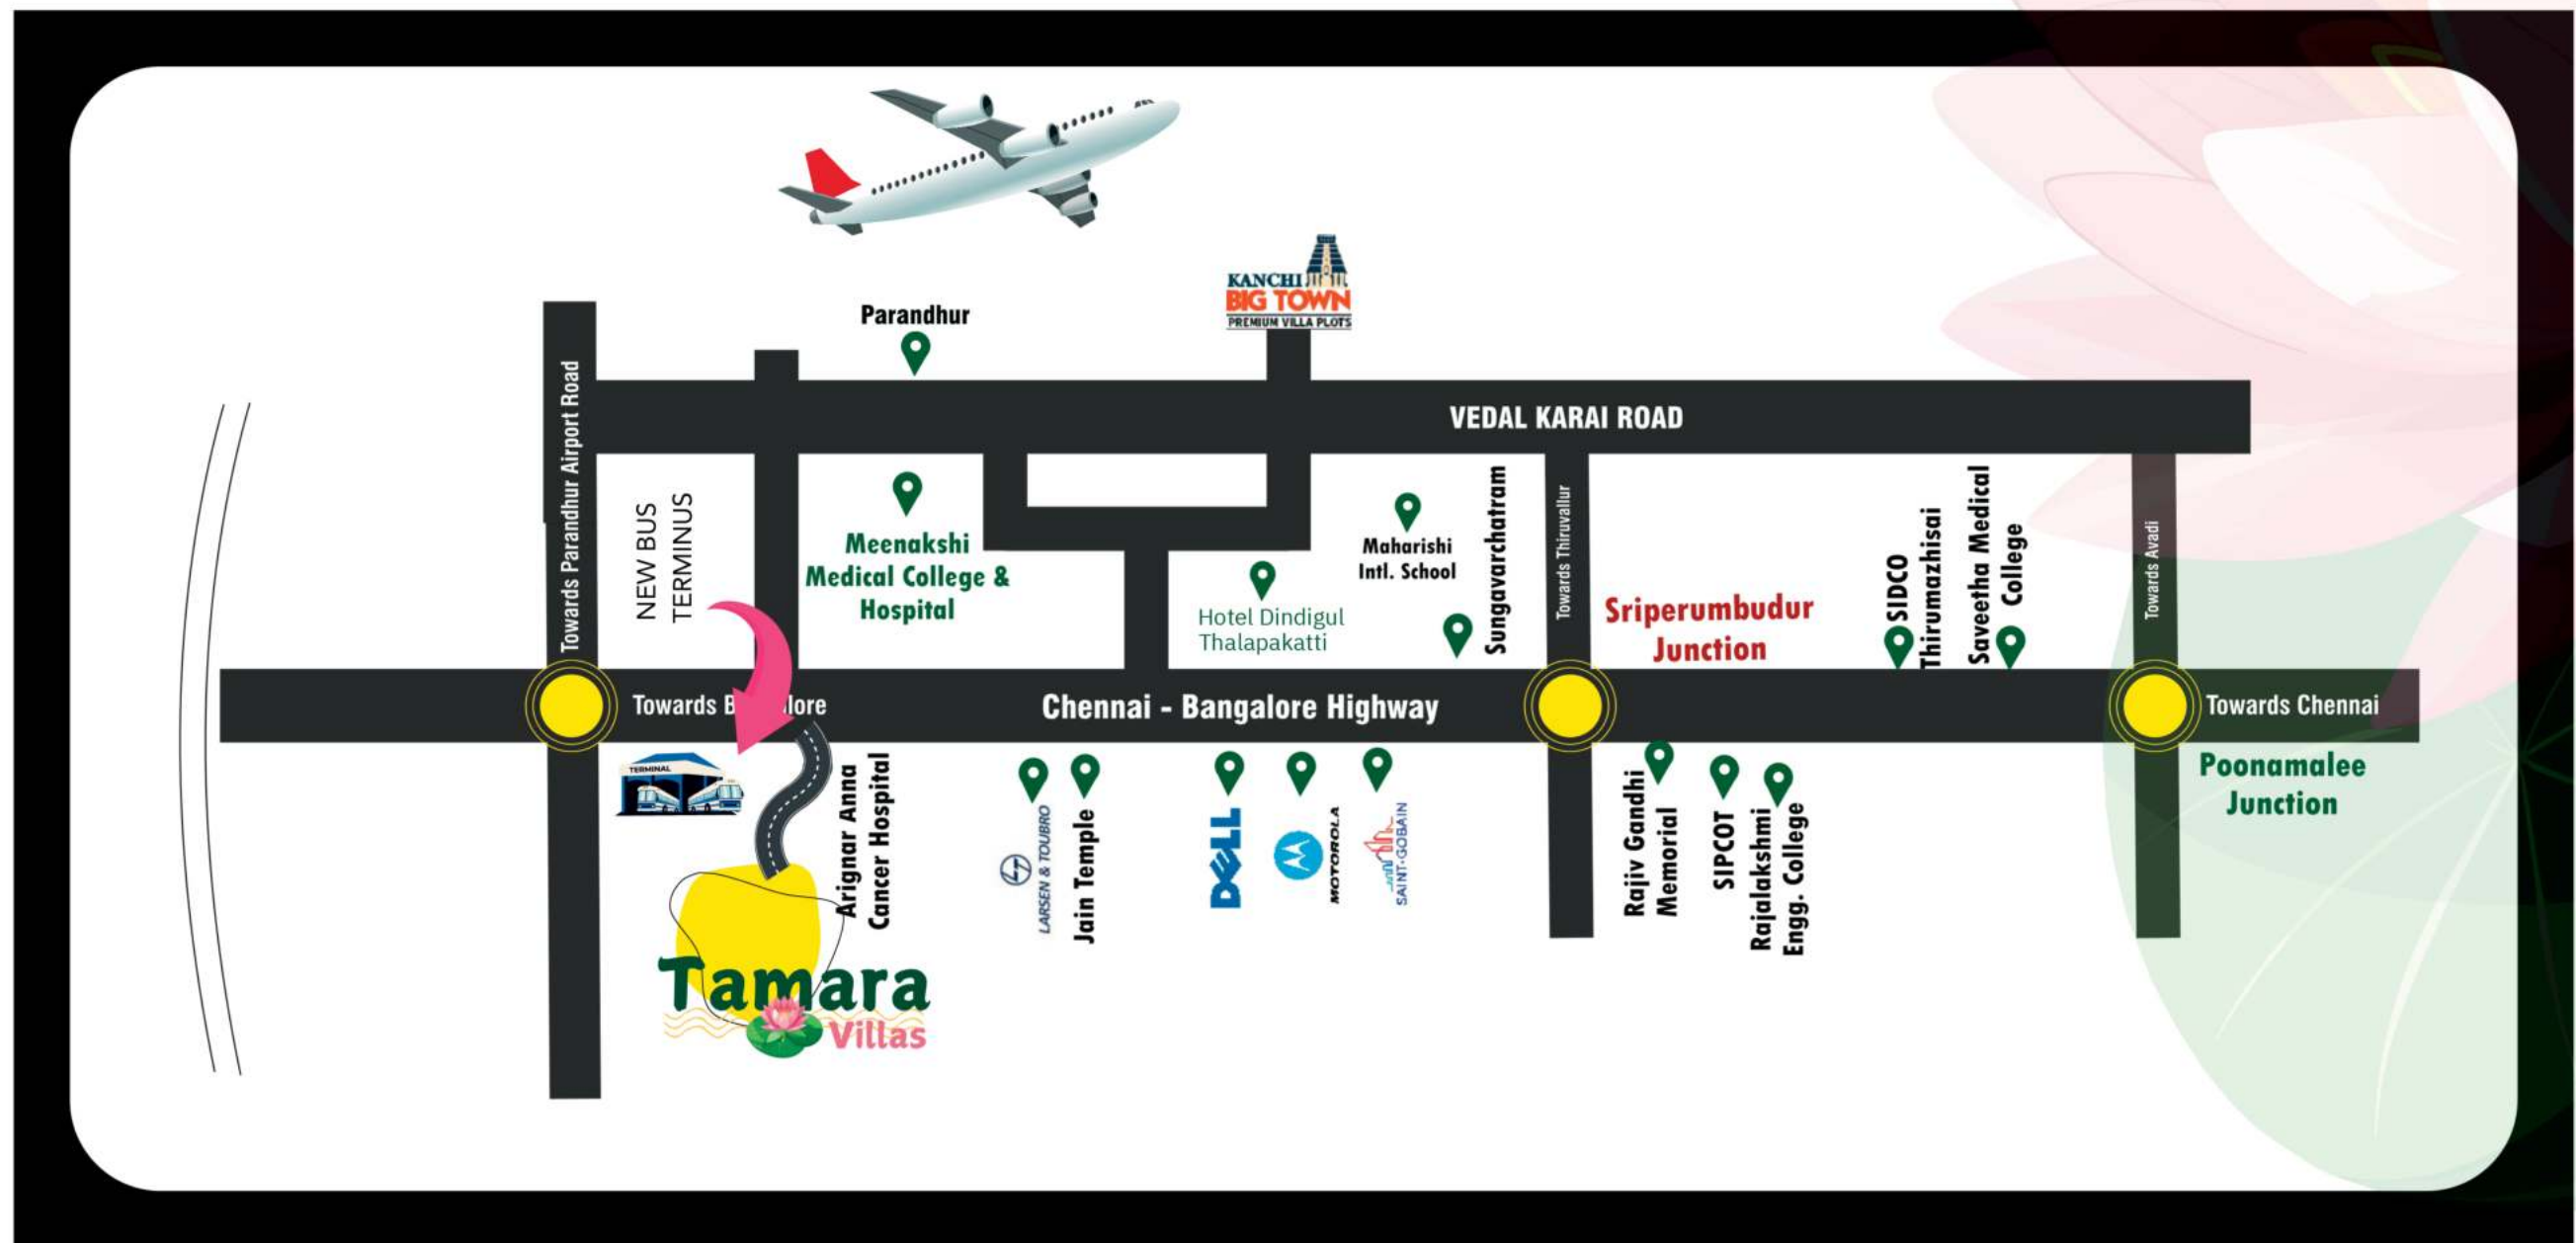 KANCHI
BIG TOWN
PREMIUM VILLA PLOTS
Parandhur
Towards Parandhur Airport Road
VEDAL KARAI ROAD
NEW BUS
TERMINUS
Meenakshi
Medical College &
Hospital
Hotel Dindigul
Thalapakatti
Maharishi
Intl. School
Sungavarchatram
Towards Thiruvallur
Sriperumbudur
Junction
SIDCO
Thirumazhisai
Saveetha Medical
College
Towards Avadi
Chennai - Bangalore Highway
Towards Chennai
Poonamalee
Junction
TERMINAL
Arignar Anna
Cancer Hospital
LARSEN & TOUBRO
Jain Temple
DELL
MOTOROLA
SAINT-GOBAIN
Rajiv Gandhi
Memorial
SIPCOT
Rajalakshmi
Engg. College
Tamara
Villas